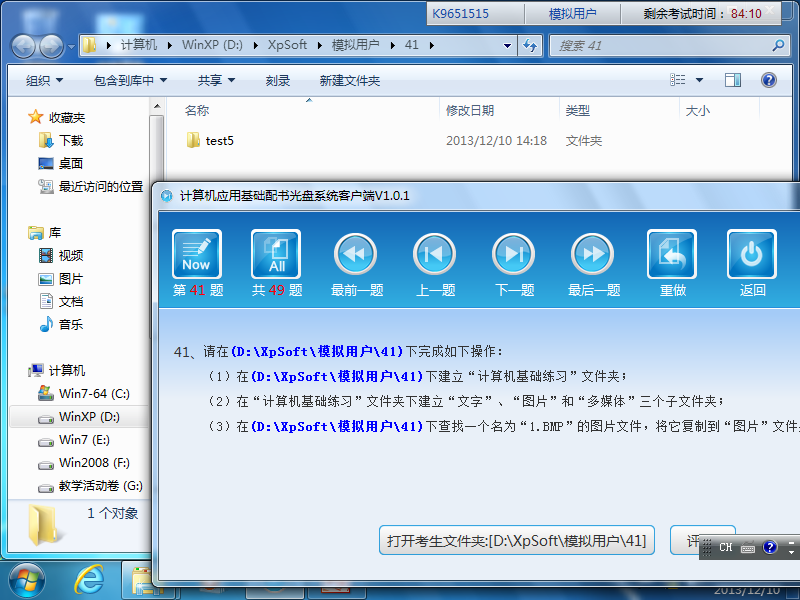 K9651515 模拟用户 剩余考试时间：84:10
计算机 WinXP (D:) XpSoft 模拟用户 41 搜索 41
组织 包含到库中 共享 刻录 新建文件夹
收藏夹
下载
桌面
最近访问的位置
库
视频
图片
文档
音乐
计算机
Win7-64 (C:)
WinXP (D:)
Win7 (E:)
Win2008 (F:)
教学活动卷 (G:)
1 个对象
名称 修改日期 类型 大小
test5 2013/12/10 14:18 文件夹
计算机应用基础配书光盘系统客户端V1.0.1
Now All
第 41 题 共 49 题 最前一题 上一题 下一题 最后一题 重做 返回
41、请在(D:\XpSoft\模拟用户\41)下完成如下操作：
（1）在(D:\XpSoft\模拟用户\41)下建立“计算机基础练习”文件夹；
（2）在“计算机基础练习”文件夹下建立“文字”、“图片”和“多媒体”三个子文件夹；
（3）在(D:\XpSoft\模拟用户\41)下查找一个名为“1.BMP”的图片文件，将它复制到“图片”文件
打开考生文件夹:[D:\XpSoft\模拟用户\41] 评
CH
2013/12/10